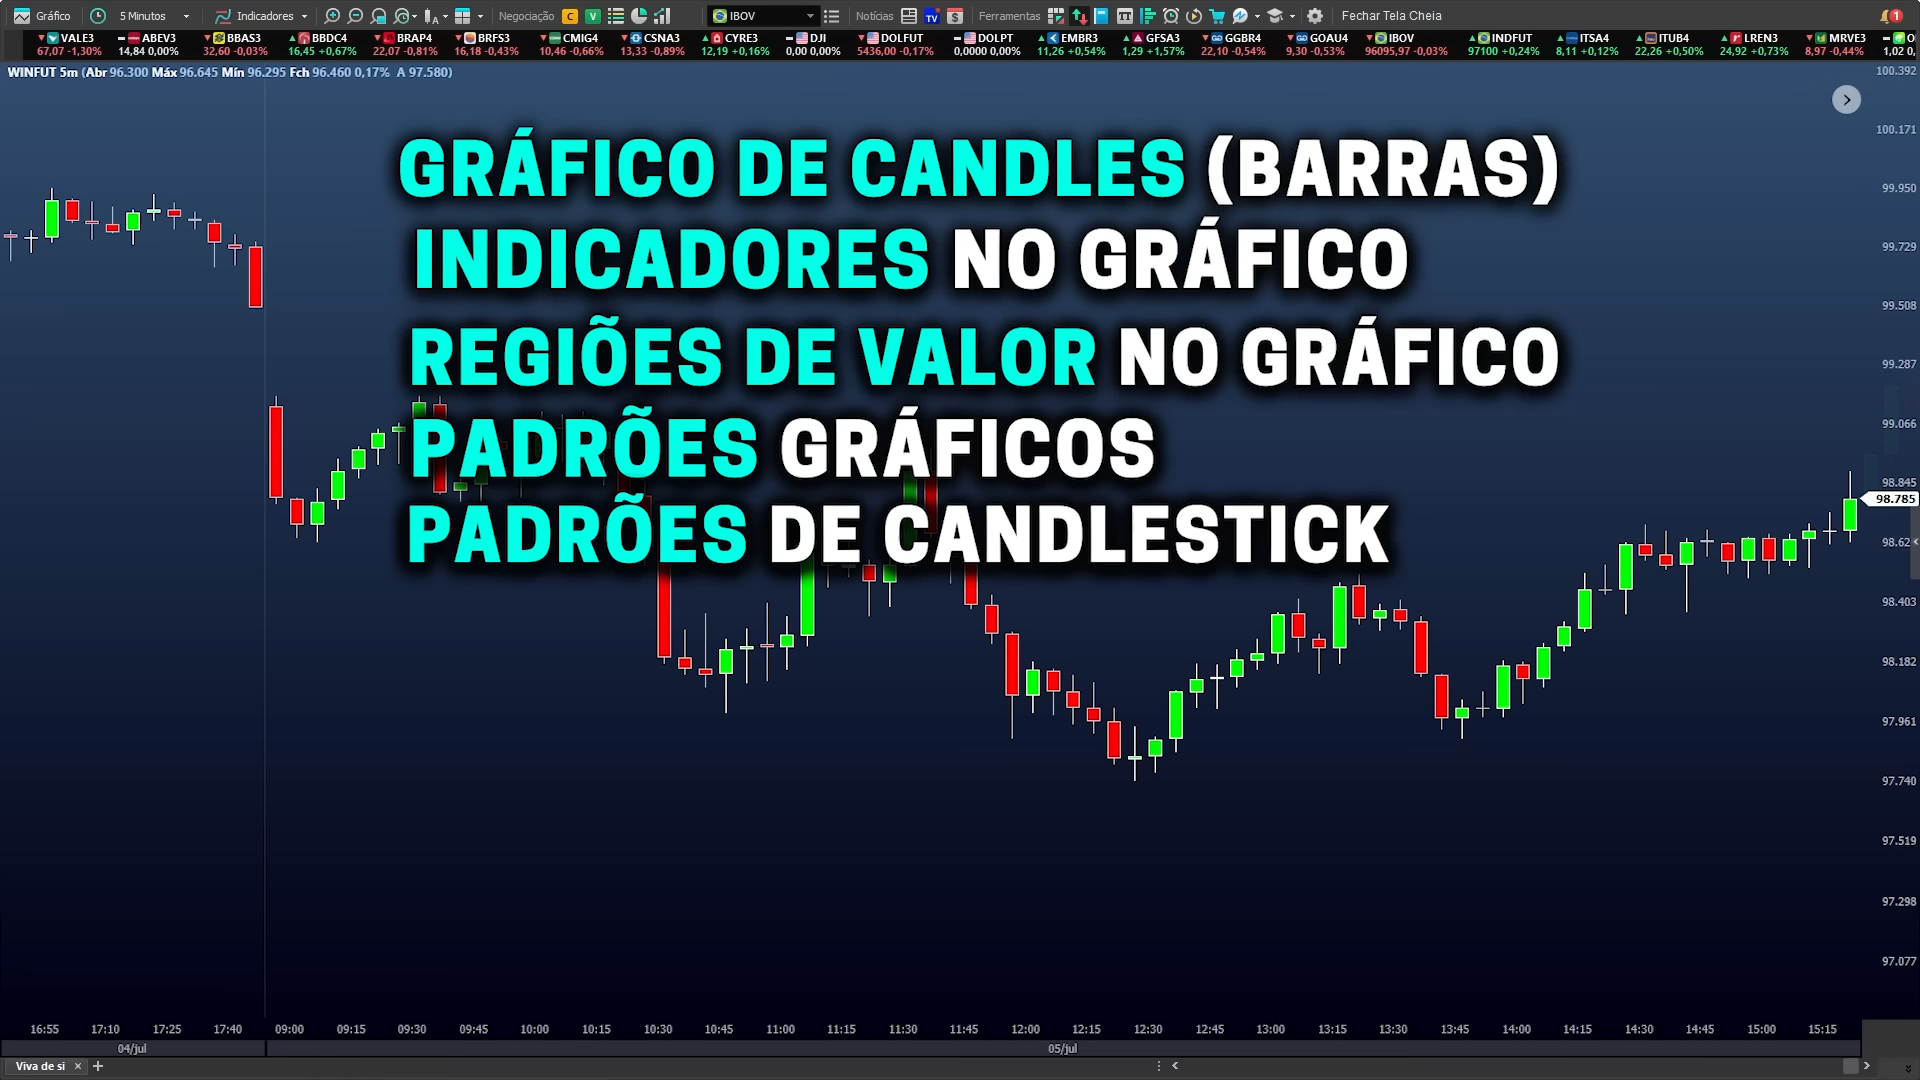 Gráfico 5 Minutos Indicadores Negociação C V IBOV Notícias TV $ Ferramentas Fechar Tela Cheia 1
VALE3 ABEV3 BBAS3 BBDC4 BRAP4 BRFS3 CMIG4 CSNA3 CYRE3 DJI DOLFUT DOLPT EMBR3 GFSA3 GGBR4 GOAU4 IBOV INDFUT ITSA4 ITUB4 LREN3 MRVE3
67,07 -1,30% 14,84 0,00% 32,60 -0,03% 16,45 +0,67% 22,07 -0,81% 16,18 -0,43% 10,46 -0,66% 13,33 -0,89% 12,19 +0,16% 0,00 0,00% 5436,00 -0,17% 0,0000 0,00% 11,26 +0,54% 1,29 +1,57% 22,10 -0,54% 9,30 -0,53% 96095,97 -0,03% 97100 +0,24% 8,11 +0,12% 22,26 +0,50% 24,92 +0,73% 8,97 -0,44% 1,02
WINFUT 5m (Abr 96.300 Máx 96.645 Mín 96.295 Fch 96.460 0,17% A 97.580)
GRÁFICO DE CANDLES (BARRAS)
INDICADORES NO GRÁFICO
REGIÕES DE VALOR NO GRÁFICO
PADRÕES GRÁFICOS
PADRÕES DE CANDLESTICK
100.392
100.171
99.950
99.729
99.508
99.287
99.066
98.845
98.785
98.62
98.403
98.182
97.961
97.740
97.519
97.298
97.077
16:55 17:10 17:25 17:40 09:00 09:15 09:30 09:45 10:00 10:15 10:30 10:45 11:00 11:15 11:30 11:45 12:00 12:15 12:30 12:45 13:00 13:15 13:30 13:45 14:00 14:15 14:30 14:45 15:00 15:15
04/jul 05/jul
Viva de si